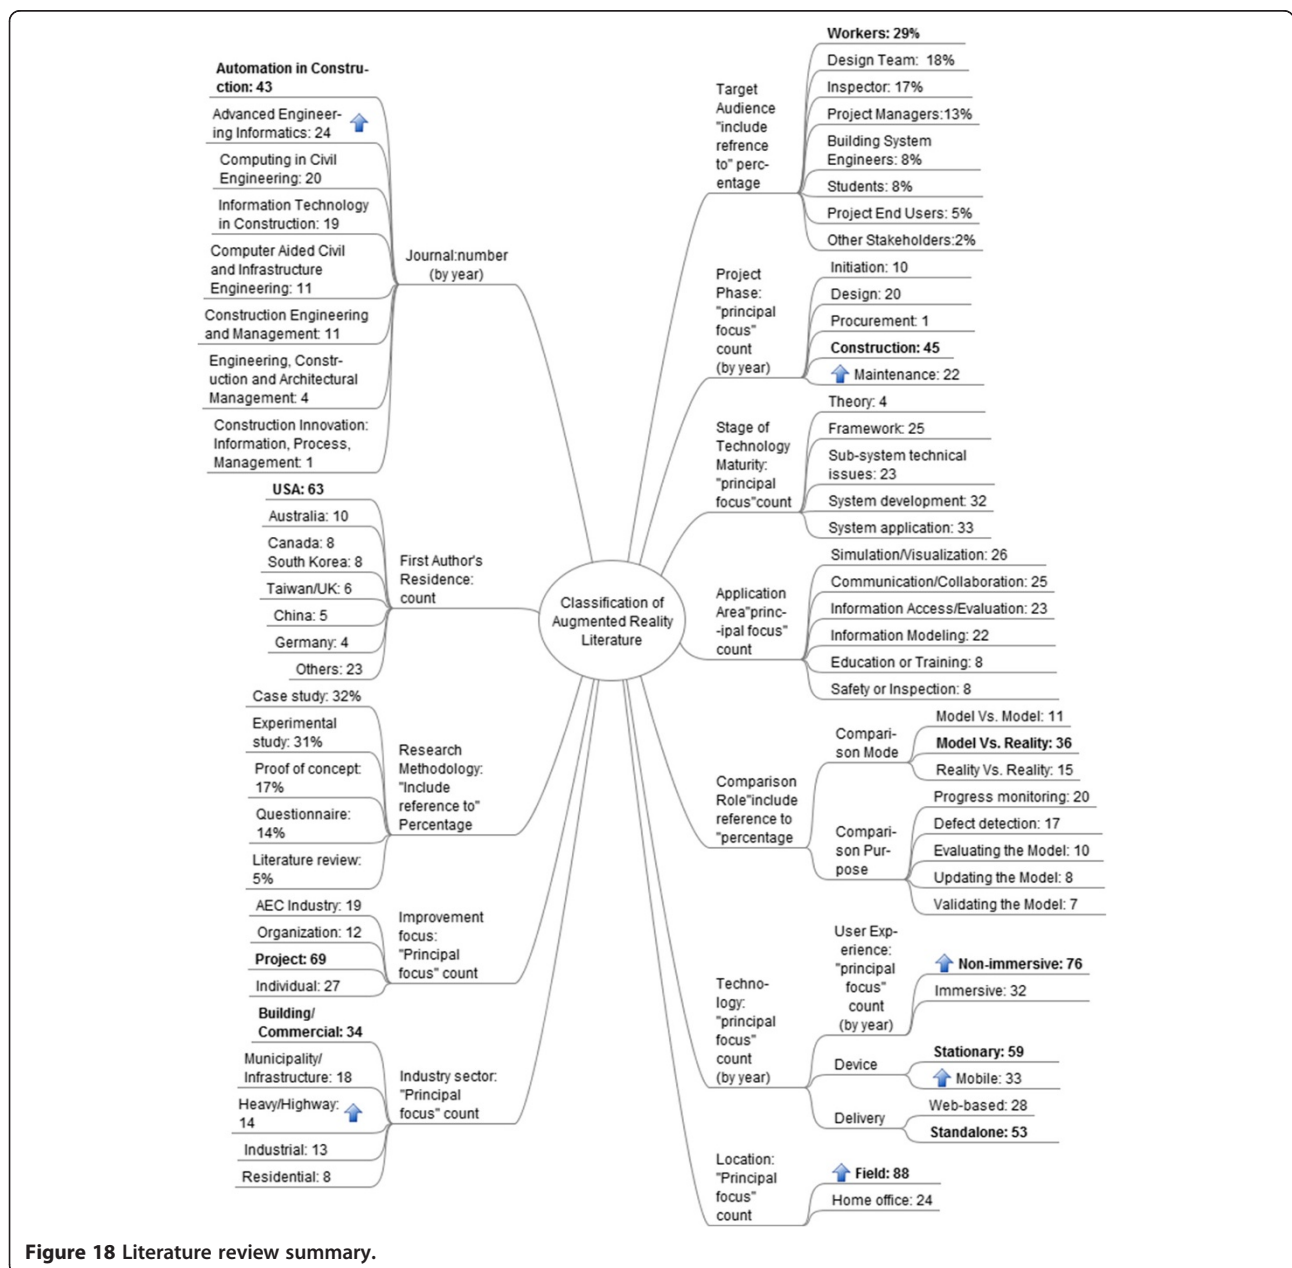 Automation in Constru-
ction: 43
Advanced Engineer-
ing Informatics: 24
Computing in Civil
Engineering: 20
Information Technology
in Construction: 19
Computer Aided Civil
and Infrastructure
Engineering: 11
Construction Engineering
and Management: 11
Engineering, Constr-
uction and Architectural
Management: 4
Construction Innovation:
Information, Process,
Management: 1
Journal:number
(by year)
USA: 63
Australia: 10
Canada: 8
South Korea: 8
Taiwan/UK: 6
China: 5
Germany: 4
Others: 23
First Author's
Residence:
count
Case study: 32%
Experimental
study: 31%
Proof of concept:
17%
Questionnaire:
14%
Literature review:
5%
Research
Methodology:
"Include
reference to"
Percentage
AEC Industry: 19
Organization: 12
Project: 69
Individual: 27
Improvement
focus:
"Principal
focus" count
Building/
Commercial: 34
Municipality/
Infrastructure: 18
Heavy/Highway:
14
Industrial: 13
Residential: 8
Industry sector:
"Principal
focus" count
Classification of
Augmented Reality
Literature
Target
Audience
"include
refrence
to" perc-
entage
Workers: 29%
Design Team: 18%
Inspector: 17%
Project Managers:13%
Building System
Engineers: 8%
Students: 8%
Project End Users: 5%
Other Stakeholders:2%
Project
Phase:
"principal
focus"
count
(by year)
Initiation: 10
Design: 20
Procurement: 1
Construction: 45
Maintenance: 22
Stage of
Technology
Maturity:
"principal
focus"count
Theory: 4
Framework: 25
Sub-system technical
issues: 23
System development: 32
System application: 33
Application
Area"princ-
-ipal focus"
count
Simulation/Visualization: 26
Communication/Collaboration: 25
Information Access/Evaluation: 23
Information Modeling: 22
Education or Training: 8
Safety or Inspection: 8
Comparison
Role"include
reference to
"percentage
Compari-
son Mode
Model Vs. Model: 11
Model Vs. Reality: 36
Reality Vs. Reality: 15
Compari-
son Pur-
pose
Progress monitoring: 20
Defect detection: 17
Evaluating the Model: 10
Updating the Model: 8
Validating the Model: 7
Techno-
logy:
"principal
focus"
count
(by year)
User Exp-
erience:
"principal
focus"
count
(by year)
Non-immersive: 76
Immersive: 32
Device
Stationary: 59
Mobile: 33
Delivery
Web-based: 28
Standalone: 53
Location:
"Principal
focus"
count
Field: 88
Home office: 24
Figure 18 Literature review summary.